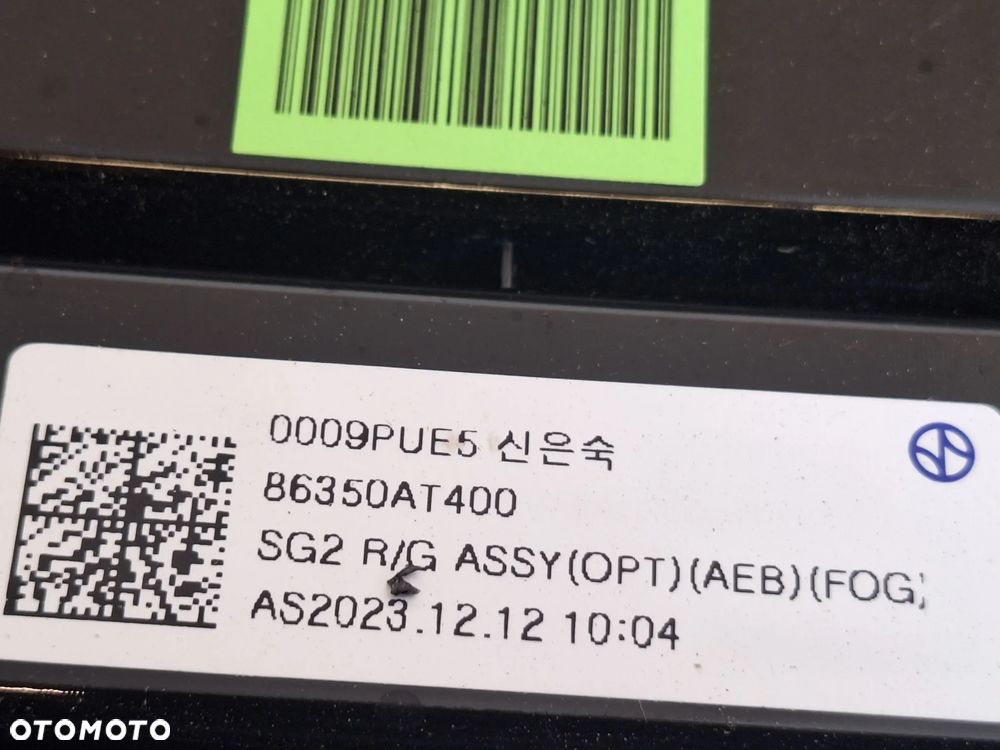 0009PUE5 신은숙
86350AT400
SG2 R/G ASSY(OPT)(AEB)(FOG)
AS2023.12.12 10:04
OTOMOTO